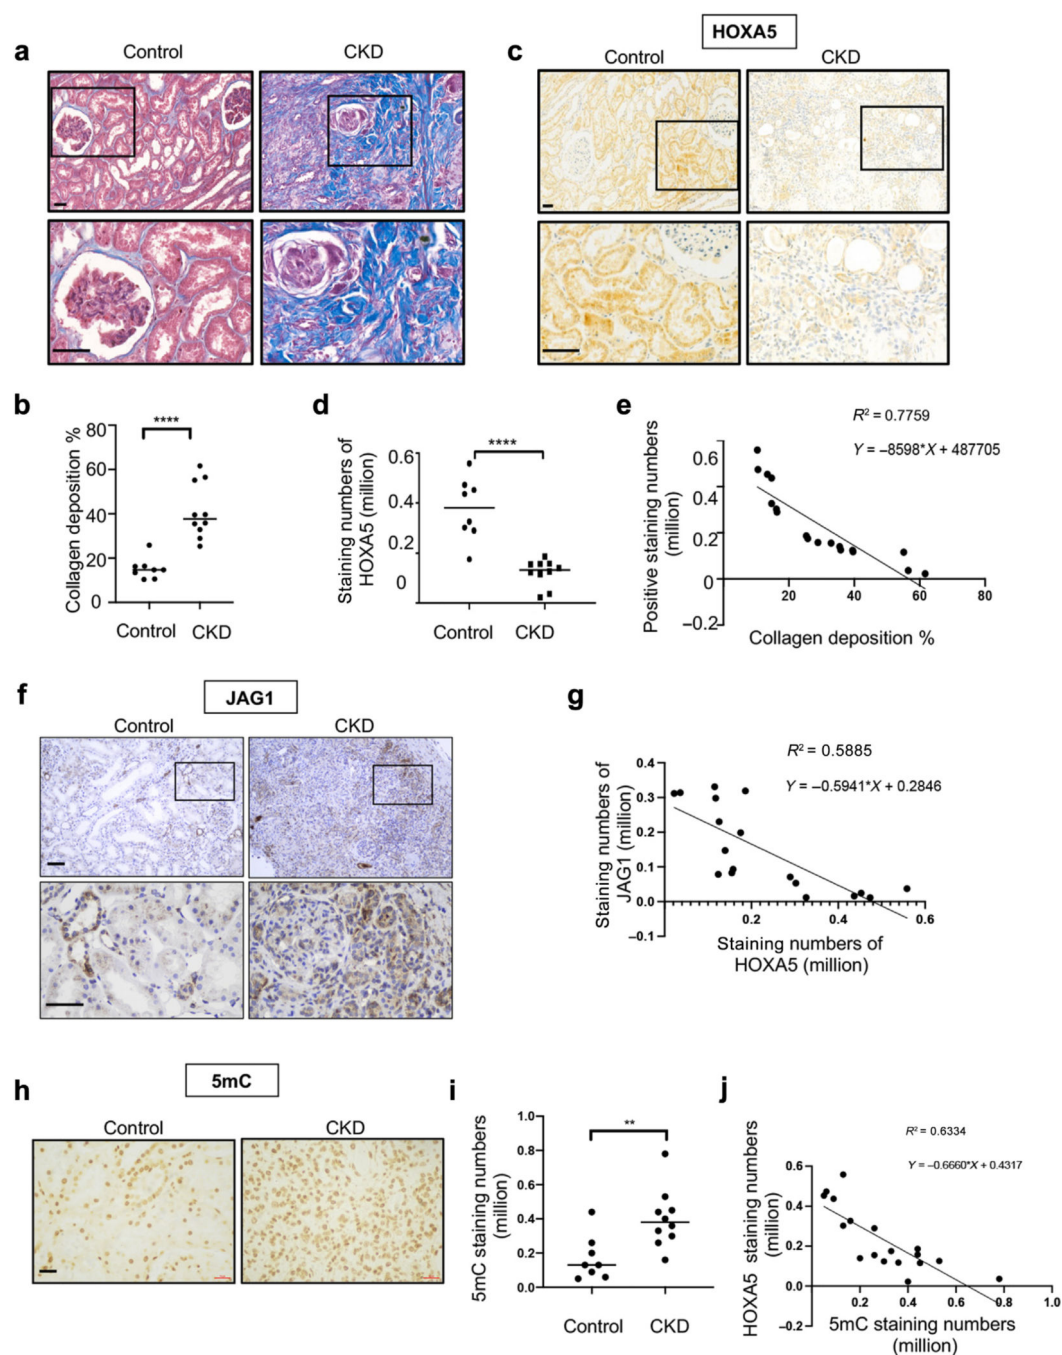 a
Control
CKD
HOXA5
c
Control
CKD
b
Collagen deposition %
80
60
40
20
0
****
Control
CKD
d
Staining numbers of
HOXA5 (million)
0.6
0.4
0.2
0
****
Control
CKD
e
R² = 0.7759
Y = −8598*X + 487705
Positive staining numbers
(million)
0.6
0.4
0.2
0
−0.2
20
40
60
80
Collagen deposition %
f
JAG1
Control
CKD
g
R² = 0.5885
Y = −0.5941*X + 0.2846
Staining numbers of
JAG1 (million)
0.4
0.3
0.2
0.1
0.0
−0.1
0.2
0.4
0.6
Staining numbers of
HOXA5 (million)
h
5mC
Control
CKD
i
5mC staining numbers
(million)
1.0
0.8
0.6
0.4
0.2
0.0
**
Control
CKD
j
R² = 0.6334
Y = −0.6660*X + 0.4317
HOXA5 staining numbers
(million)
0.6
0.4
0.2
0.0
−0.2
0.2
0.4
0.6
0.8
1.0
5mC staining numbers
(million)